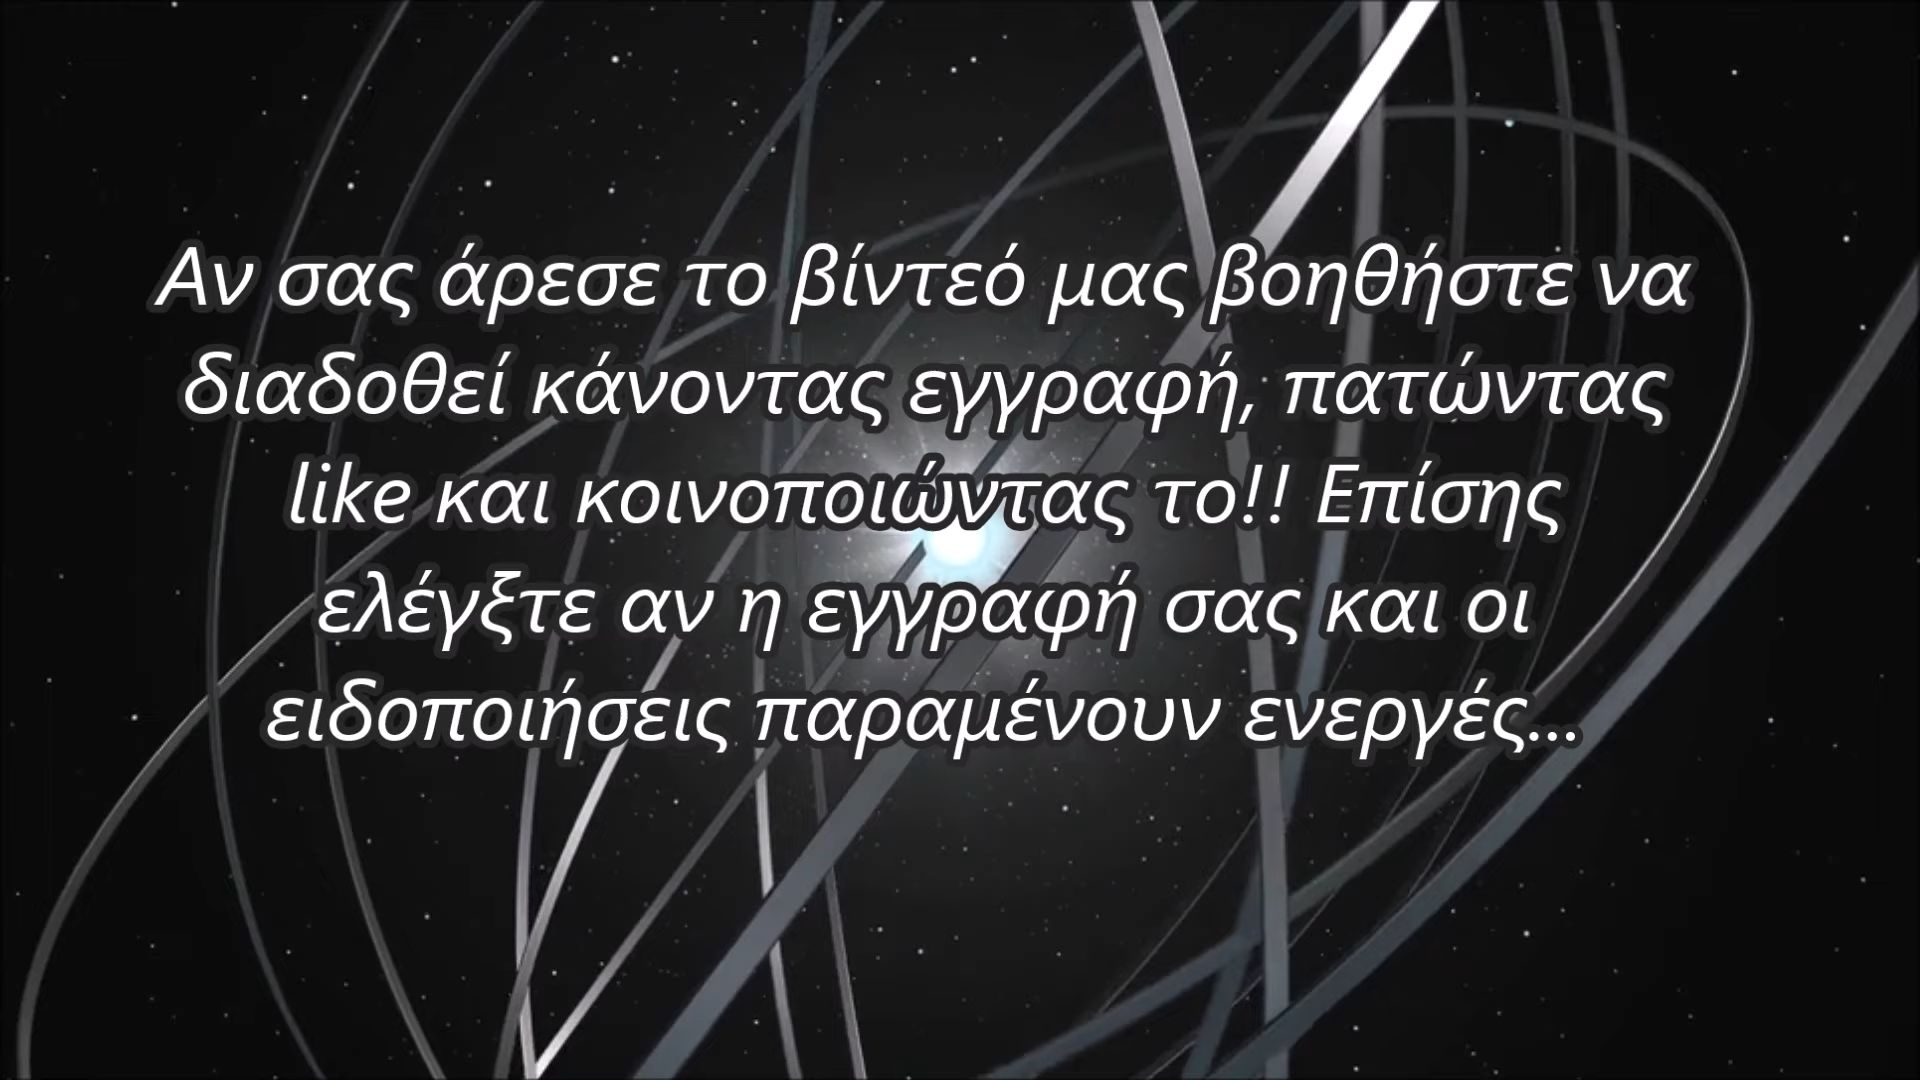 Αν σας άρεσε το βίντεό μας βοηθήστε να
διαδοθεί κάνοντας εγγραφή, πατώντας
like και κοινοποιώντας το!! Επίσης
ελέγξτε αν η εγγραφή σας και οι
ειδοποιήσεις παραμένουν ενεργές...